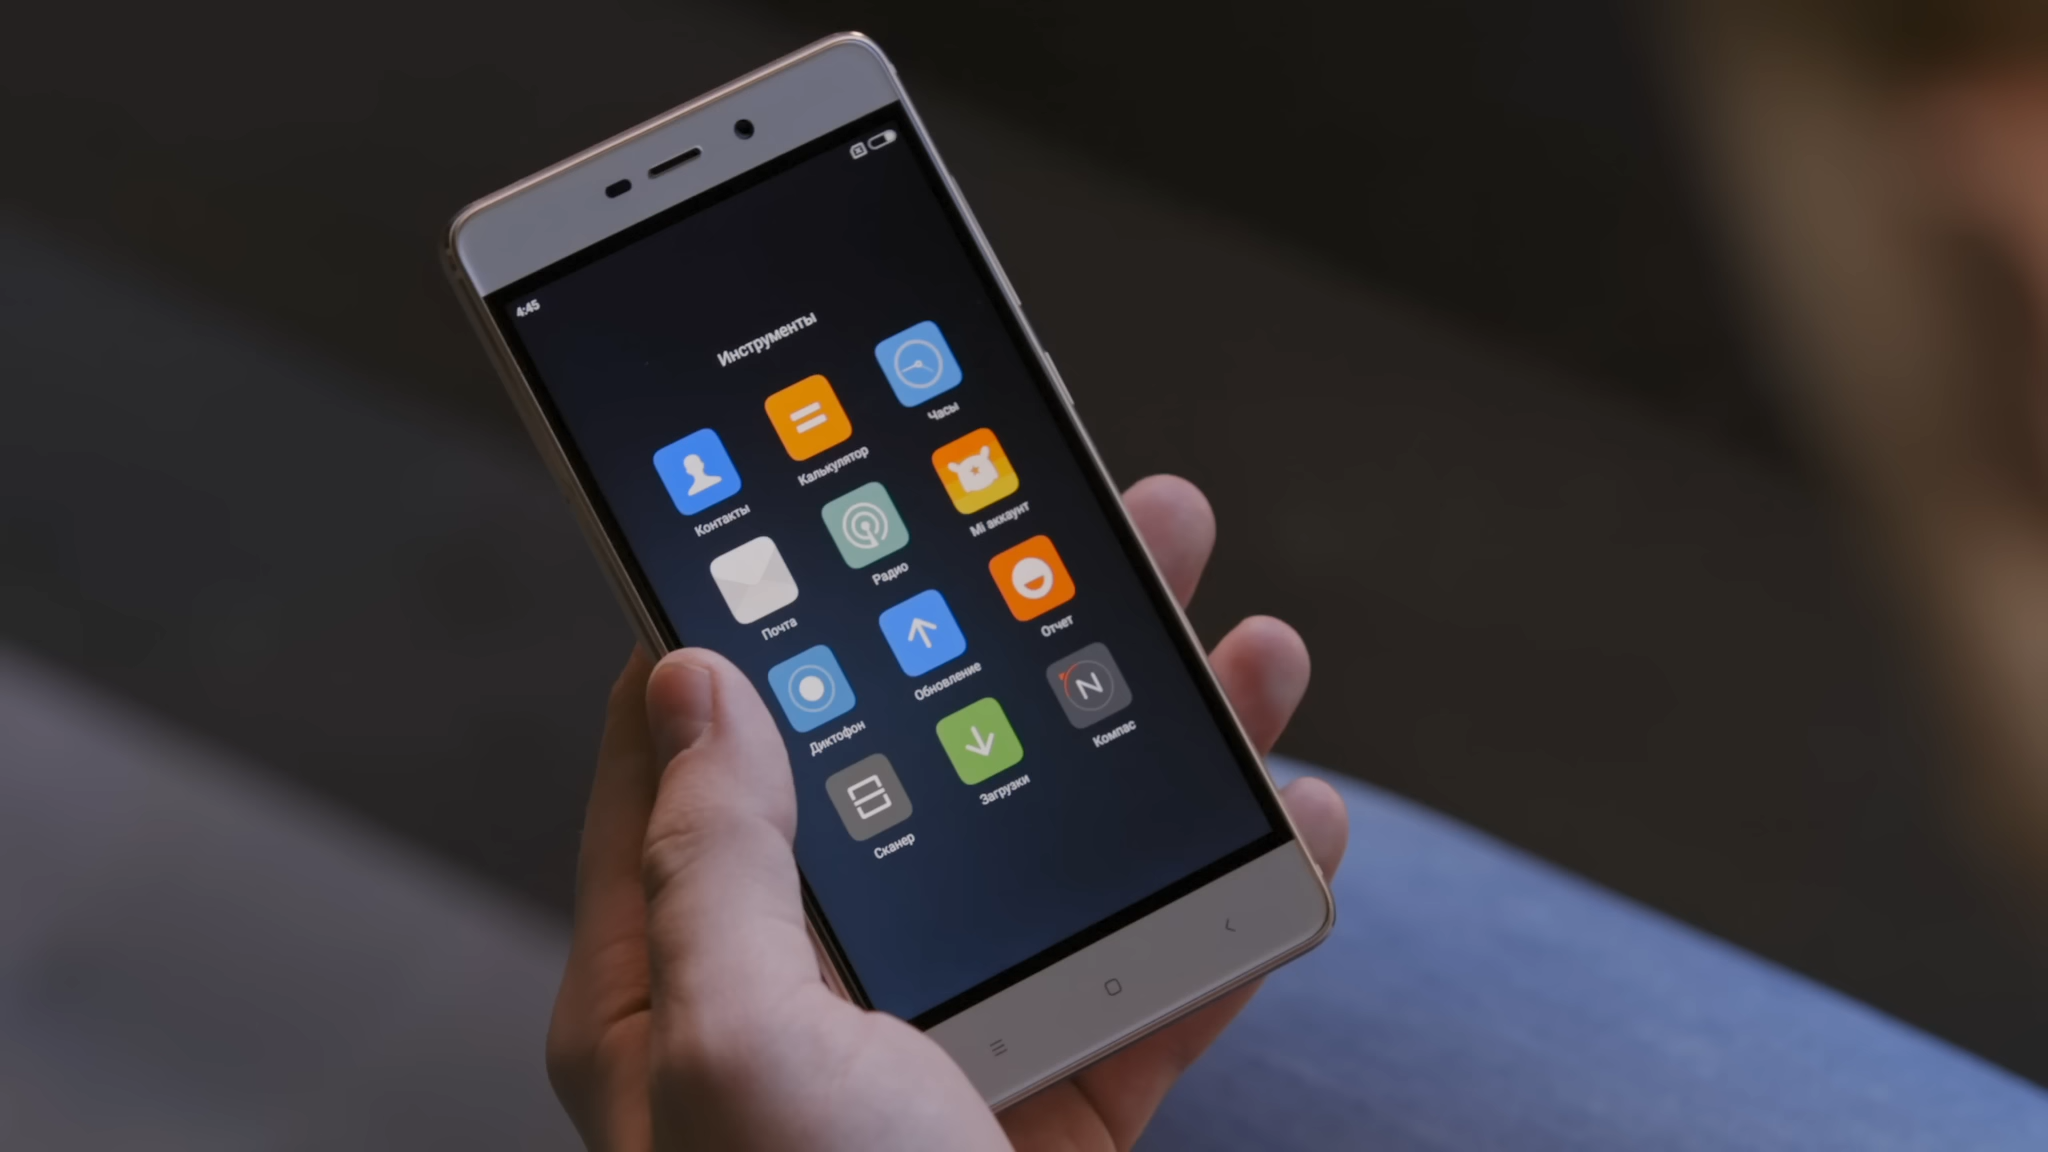 4:45
Инструменты
Контакты
Калькулятор
Часы
Почта
Радио
Mi аккаунт
Диктофон
Обновление
Отчет
Сканер
Загрузки
N
Компас